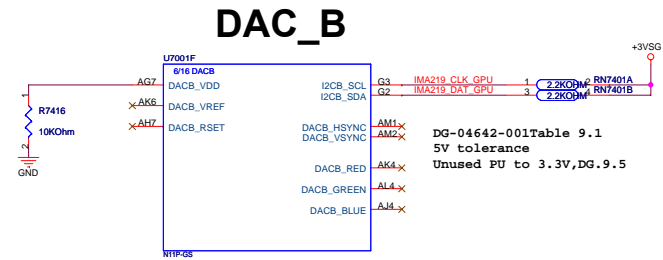 DAC_B
+3VSG
U7001F
6/16 DACB
AG7 DACB_VDD I2CB_SCL G3 IMA219_CLK_GPU 1 2.2KOHM 2 RN7401A
AK6 DACB_VREF I2CB_SDA G2 IMA219_DAT_GPU 3 2.2KOHM RN7401B
1
R7416
10KOhm
2
GND
AH7 DACB_RSET
DACB_HSYNC AM1
DACB_VSYNC AM2
DACB_RED AK4
DACB_GREEN AL4
DACB_BLUE AJ4
DG-04642-001Table 9.1
5V tolerance
Unused PU to 3.3V,DG.9.5
N11P-GS